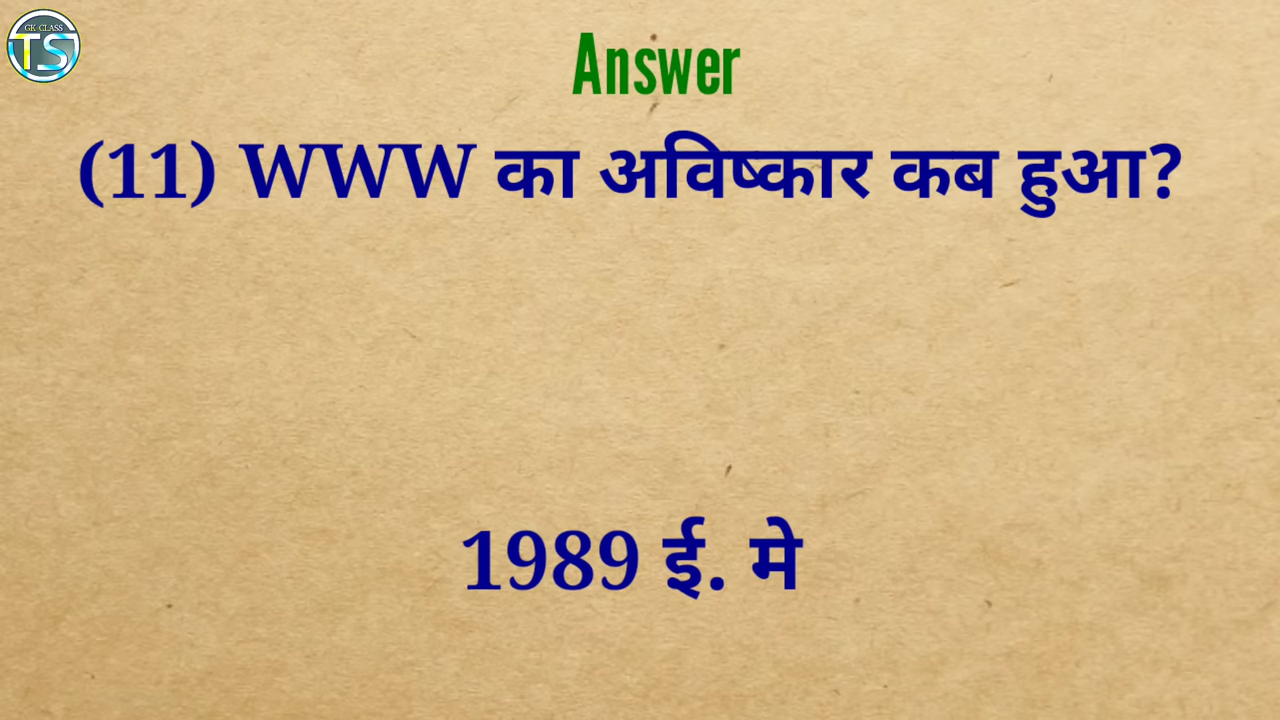 GK CLASS
TS
Answer
(11) WWW का अविष्कार कब हुआ?
1989 ई. मे